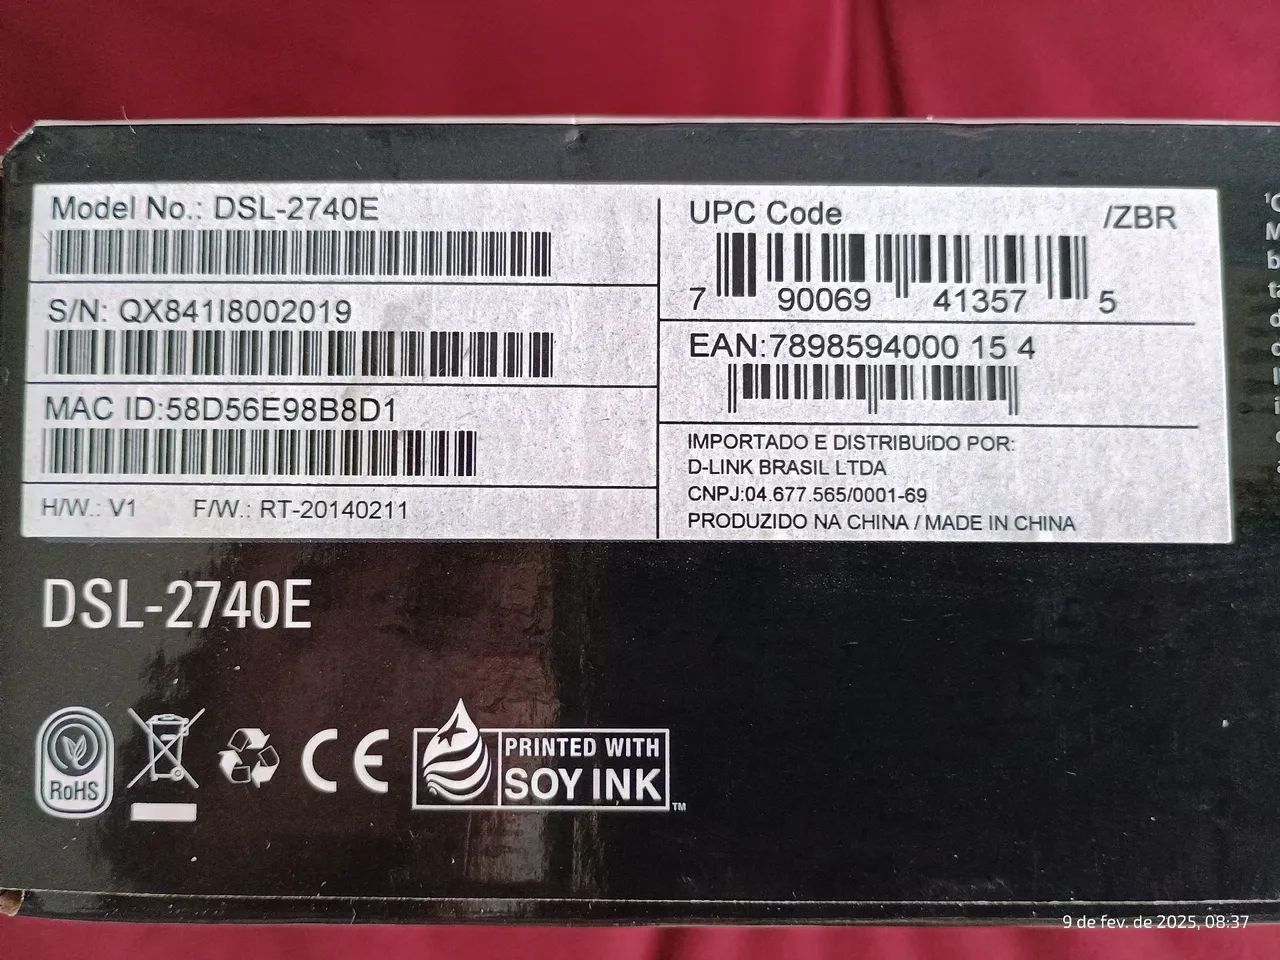 Model No.: DSL-2740E
S/N: QX841I8002019
MAC ID:58D56E98B8D1
H/W.: V1 F/W.: RT-20140211
UPC Code /ZBR
7 90069 41357 5
EAN:7898594000 15 4
IMPORTADO E DISTRIBUíDO POR:
D-LINK BRASIL LTDA
CNPJ:04.677.565/0001-69
PRODUZIDO NA CHINA / MADE IN CHINA
DSL-2740E
RoHS
CE
PRINTED WITH
SOY INK
TM
9 de fev. de 2025, 08:37